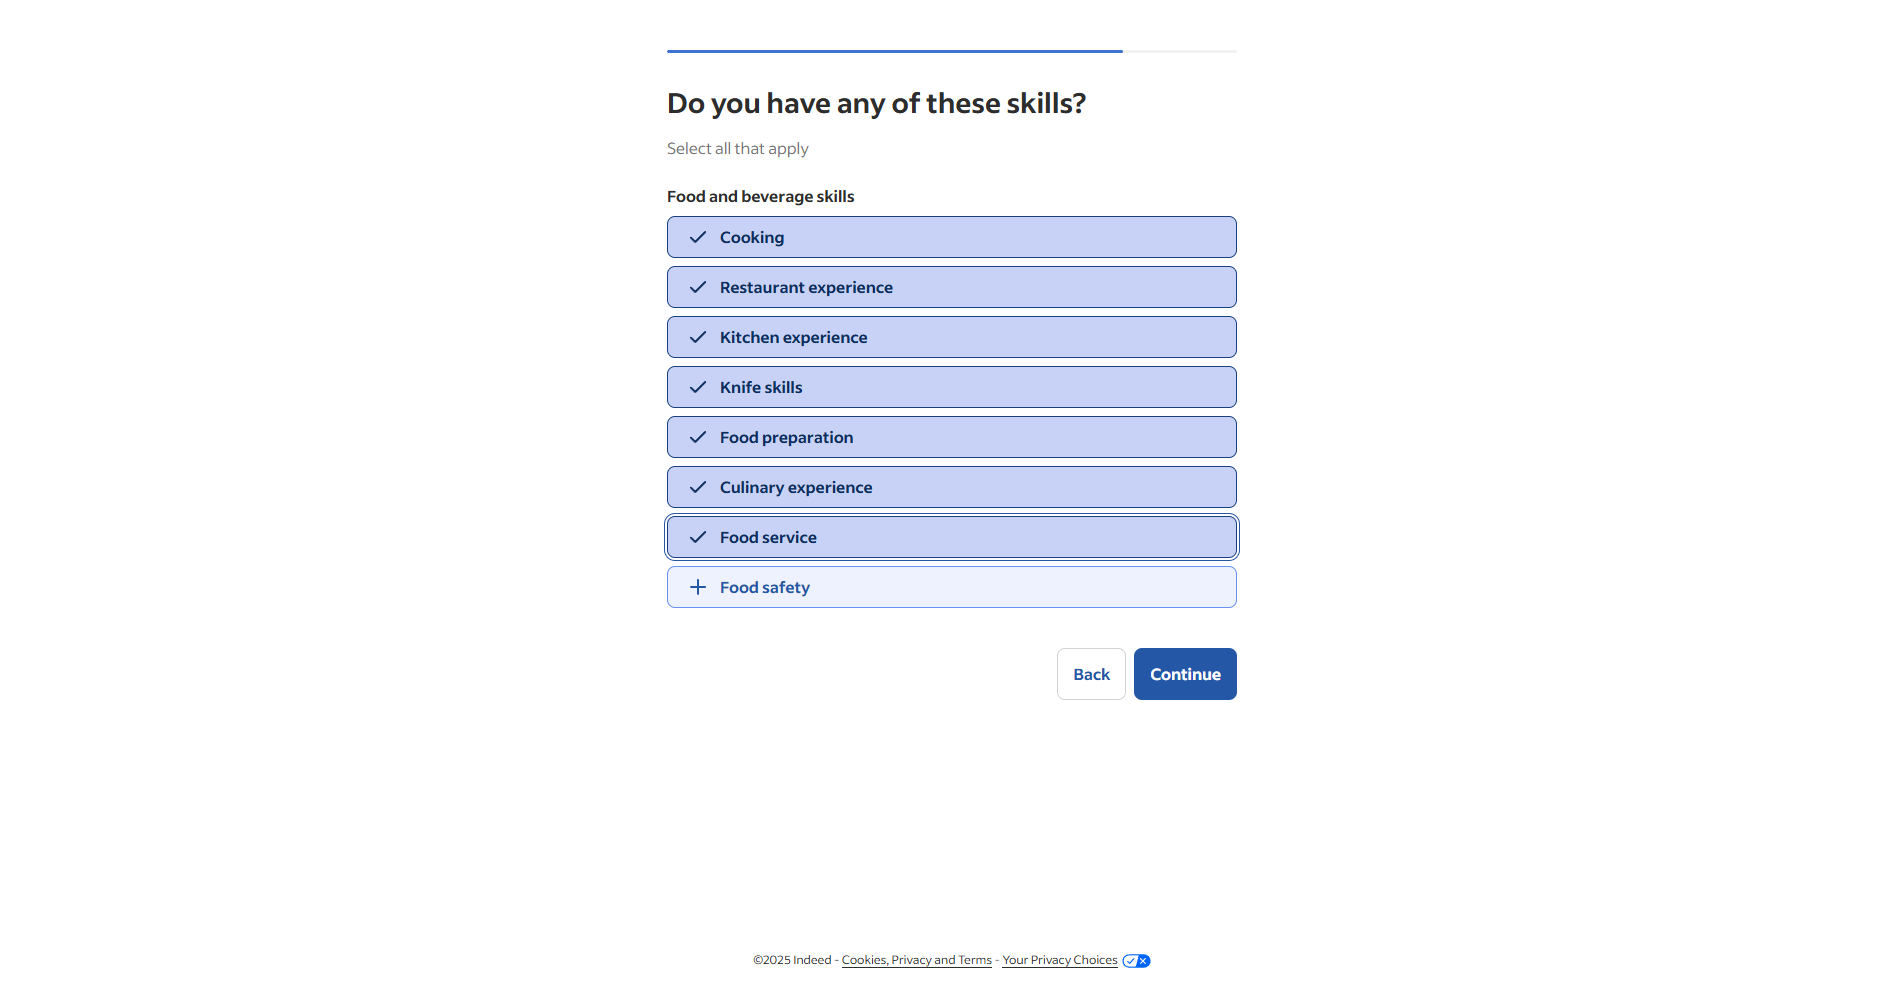 Do you have any of these skills?
Select all that apply
Food and beverage skills
Cooking
Restaurant experience
Kitchen experience
Knife skills
Food preparation
Culinary experience
Food service
Food safety
Back
Continue
©2025 Indeed - Cookies, Privacy and Terms - Your Privacy Choices